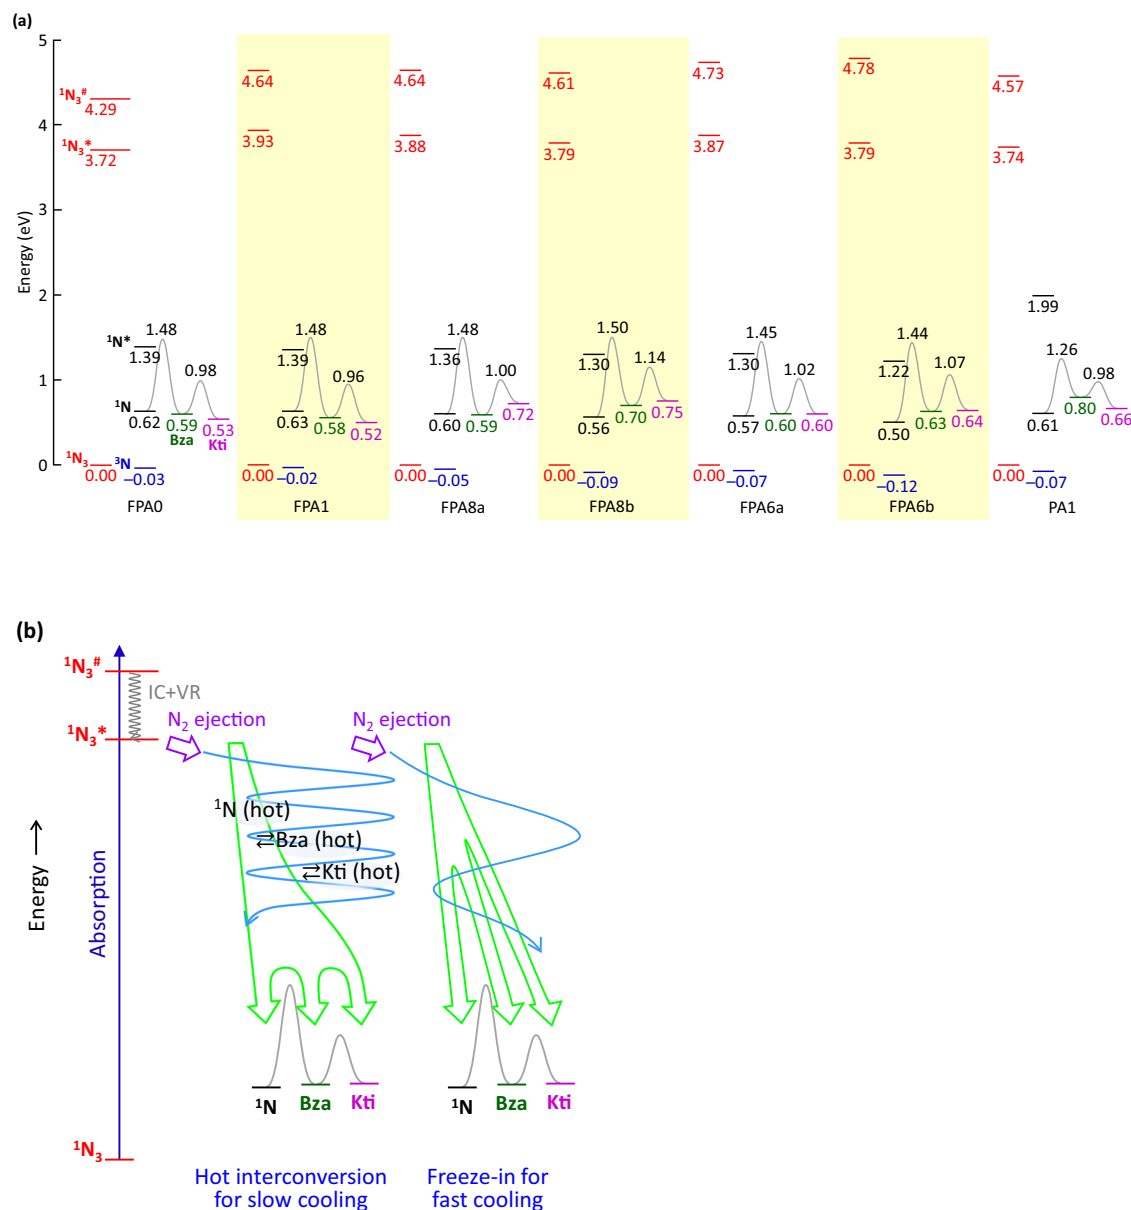 (a)
Energy (eV)
5
4
3
2
1
0
¹N₃#
4.29
¹N₃*
3.72
¹N*
1.39
1.48
0.98
¹N
0.62
0.59
Bza
0.53
Kti
¹N₃
0.00
³N
−0.03
FPA0
4.64
3.93
1.48
1.39
0.96
0.63
0.58
0.52
0.00
−0.02
FPA1
4.64
3.88
1.48
1.36
1.00
0.60
0.59
0.72
0.00
−0.05
FPA8a
4.61
3.79
1.50
1.30
1.14
0.56
0.70
0.75
0.00
−0.09
FPA8b
4.73
3.87
1.45
1.30
1.02
0.57
0.60
0.60
0.00
−0.07
FPA6a
4.78
3.79
1.44
1.22
1.07
0.50
0.63
0.64
0.00
−0.12
FPA6b
4.57
3.74
1.99
1.26
0.98
0.61
0.80
0.66
0.00
−0.07
PA1
(b)
¹N₃#
IC+VR
¹N₃*
N₂ ejection
N₂ ejection
¹N (hot)
⇄Bza (hot)
⇄Kti (hot)
Energy ⟶
Absorption
¹N Bza Kti
¹N Bza Kti
¹N₃
Hot interconversion
for slow cooling
Freeze-in for
fast cooling